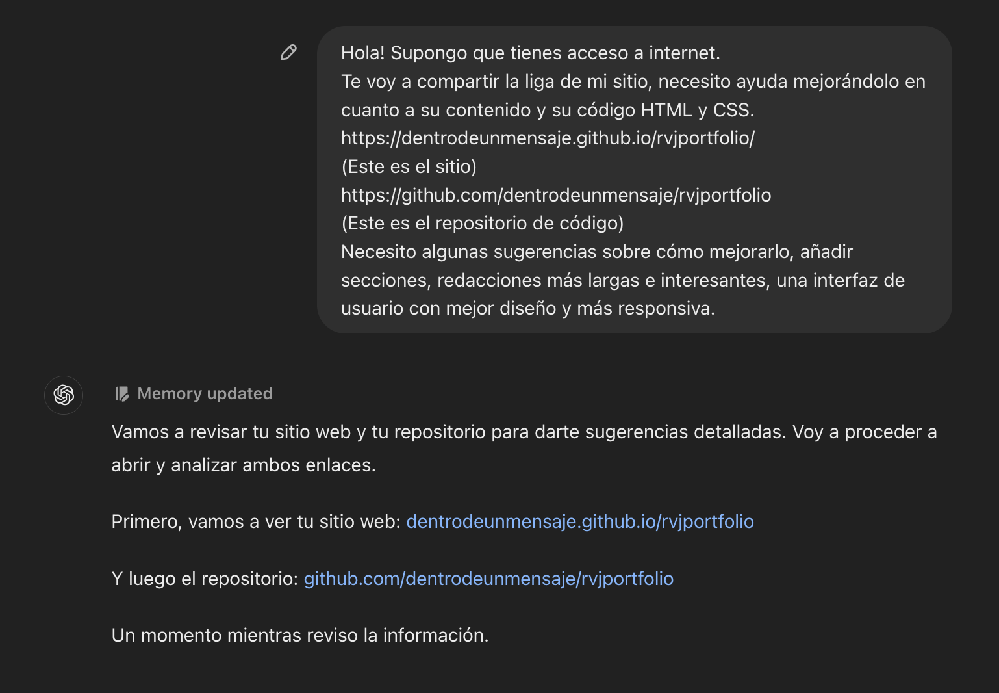 Hola! Supongo que tienes acceso a internet.
Te voy a compartir la liga de mi sitio, necesito ayuda mejorándolo en
cuanto a su contenido y su código HTML y CSS.
https://dentrodeunmensaje.github.io/rvjportfolio/
(Este es el sitio)
https://github.com/dentrodeunmensaje/rvjportfolio
(Este es el repositorio de código)
Necesito algunas sugerencias sobre cómo mejorarlo, añadir
secciones, redacciones más largas e interesantes, una interfaz de
usuario con mejor diseño y más responsiva.
Memory updated
Vamos a revisar tu sitio web y tu repositorio para darte sugerencias detalladas. Voy a proceder a
abrir y analizar ambos enlaces.
Primero, vamos a ver tu sitio web: dentrodeunmensaje.github.io/rvjportfolio
Y luego el repositorio: github.com/dentrodeunmensaje/rvjportfolio
Un momento mientras reviso la información.